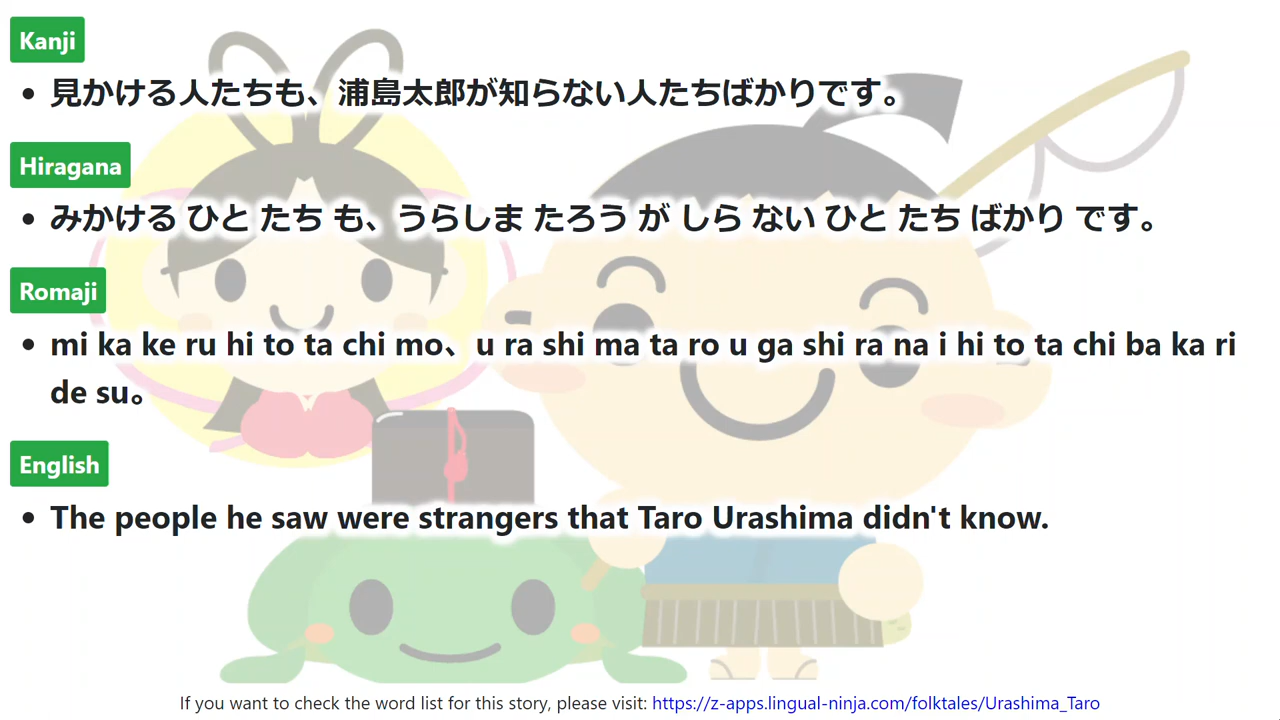 Kanji
• 見かける人たちも、浦島太郎が知らない人たちばかりです。
Hiragana
• みかける ひと たち も、うらしま たろう が しら ない ひと たち ばかり です。
Romaji
• mi ka ke ru hi to ta chi mo、u ra shi ma ta ro u ga shi ra na i hi to ta chi ba ka ri
de su。
English
• The people he saw were strangers that Taro Urashima didn't know.
If you want to check the word list for this story, please visit: https://z-apps.lingual-ninja.com/folktales/Urashima_Taro